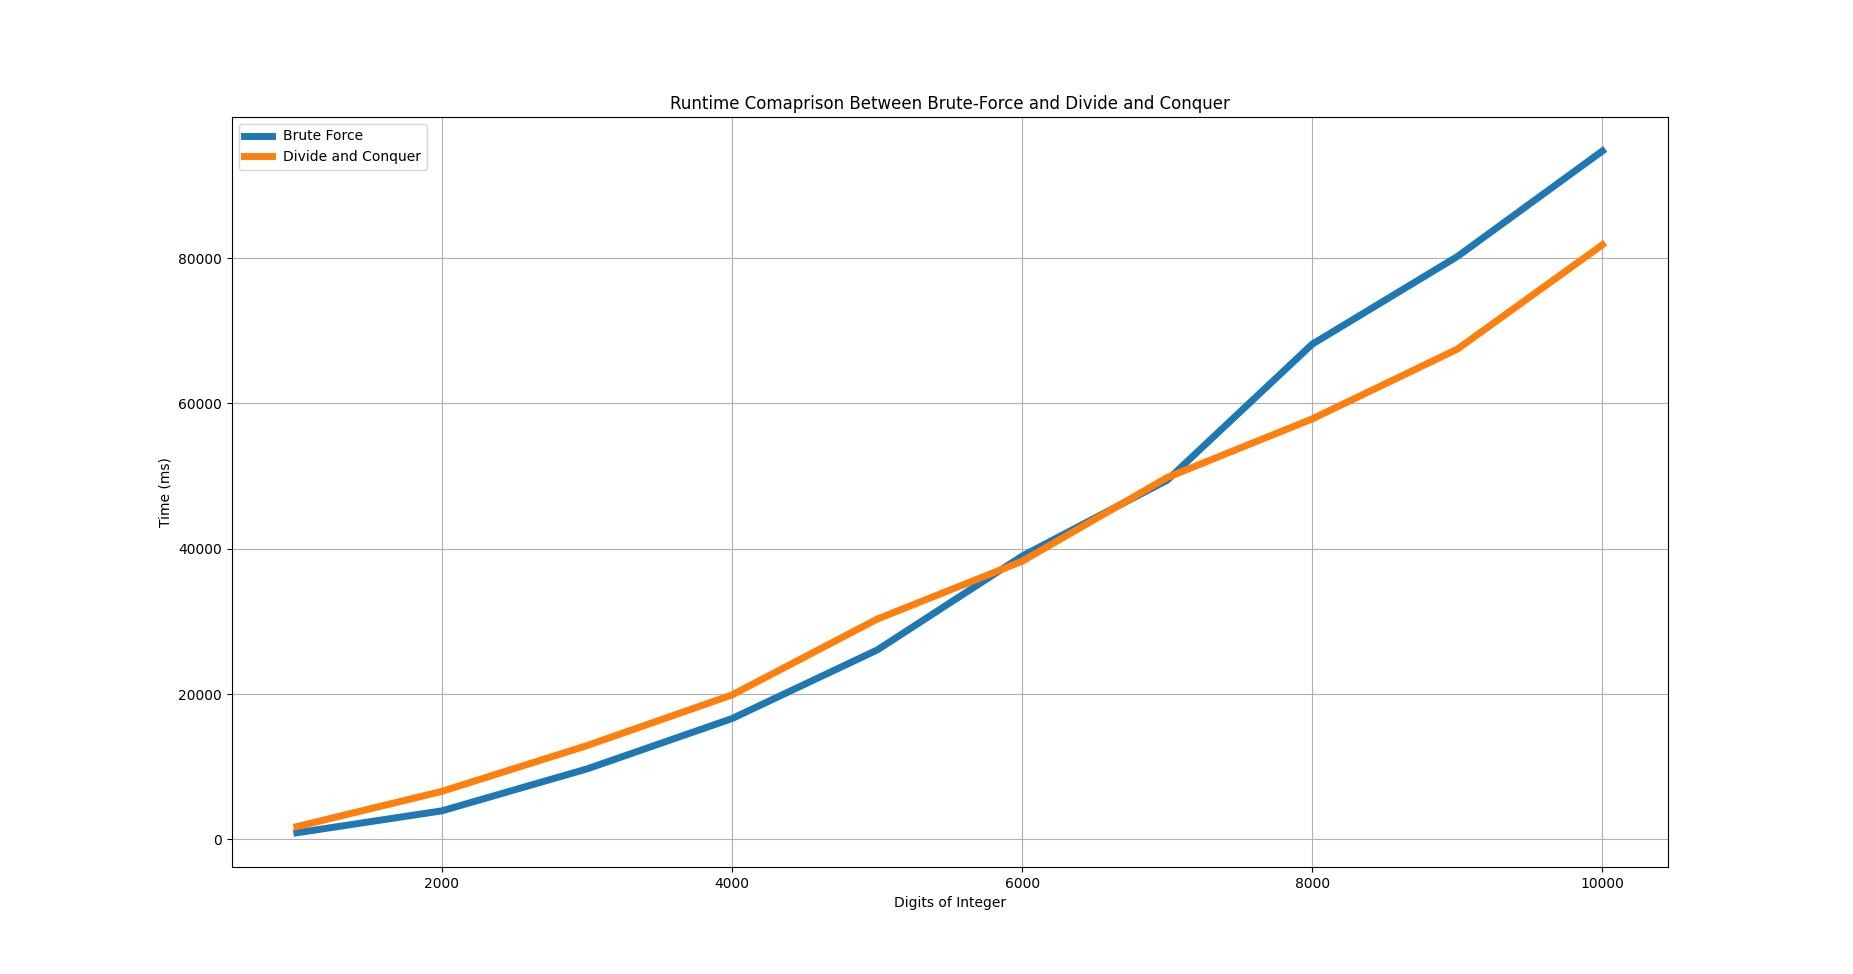 Runtime Comaprison Between Brute-Force and Divide and Conquer
Brute Force
Divide and Conquer
80000
60000
40000
20000
0
Time (ms)
2000 4000 6000 8000 10000
Digits of Integer